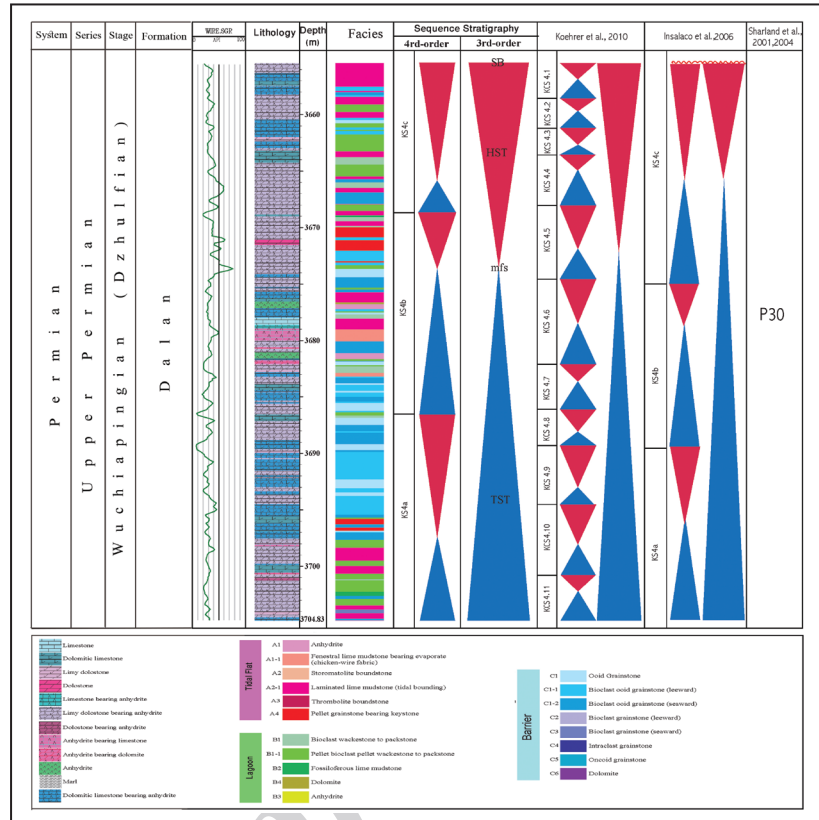 System Series Stage Formation
WIRE.SGR
0 API 100
Lithology
Depth
(m)
Facies
Sequence Stratigraphy
4rd-order 3rd-order
Koehrer et al., 2010
Insalaco et al.2006
Sharland et al.,
2001,2004
Permian
Upper Permian
Wuchiapingian (Dzhulfian)
Dalan
3660
3670
3680
3690
3700
3704.83
KS4c
KS4b
KS4a
SB
HST
mfs
TST
KCS 4.1
KCS 4.2
KCS 4.3
KCS 4.4
KCS 4.5
KCS 4.6
KCS 4.7
KCS 4.8
KCS 4.9
KCS4.10
KCS 4.11
KS4c
KS4b
KS4a
P30
Limestone
Dolomitic limestone
Limy dolostone
Dolostone
Limestone bearing anhydrite
Limy dolostone bearing anhydrite
Dolostone bearing anhydrite
Anhydrite bearing limestone
Anhydrite bearing dolomite
Anhydrite
Marl
Dolomitic limestone bearing anhydrite
Tidal Flat
A1 Anhydrite
A1-1 Fenestral lime mudstone bearing evaporate
(chicken-wire fabric)
A2 Storomatolite boundstone
A2-1 Laminated lime mudstone (tidal bounding)
A3 Thrombolite boundstone
A4 Pellet grainstone bearing keystone
Lagoon
B1 Bioclast wackestone to packstone
B1-1 Pellet bioclast pellet wackestone to packstone
B2 Fossiloferous lime mudstone
B4 Dolomite
B3 Anhydrite
Barrier
C1 Ooid Grainstone
C1-1 Bioclast ooid grainstone (leeward)
C1-2 Bioclast ooid grainstone (seaward)
C2 Bioclast grainstone (leeward)
C3 Bioclast grainstone (seaward)
C4 Intraclast grainstone
C5 Oncoid grainstone
C6 Dolomite